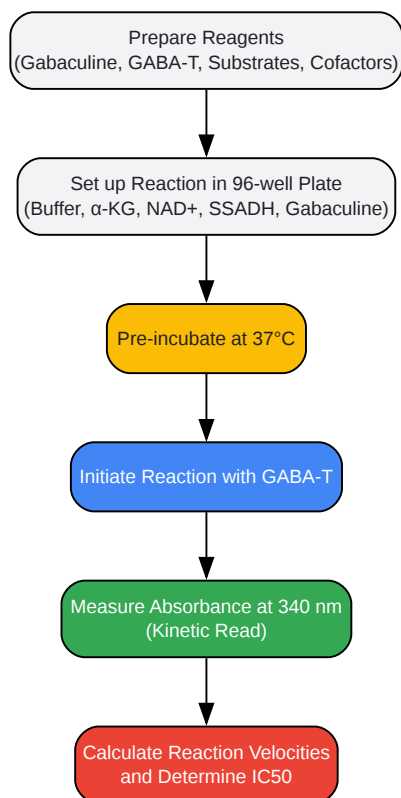 Prepare Reagents
(Gabaculine, GABA-T, Substrates, Cofactors)
Set up Reaction in 96-well Plate
(Buffer, α-KG, NAD+, SSADH, Gabaculine)
Pre-incubate at 37°C
Initiate Reaction with GABA-T
Measure Absorbance at 340 nm
(Kinetic Read)
Calculate Reaction Velocities
and Determine IC50